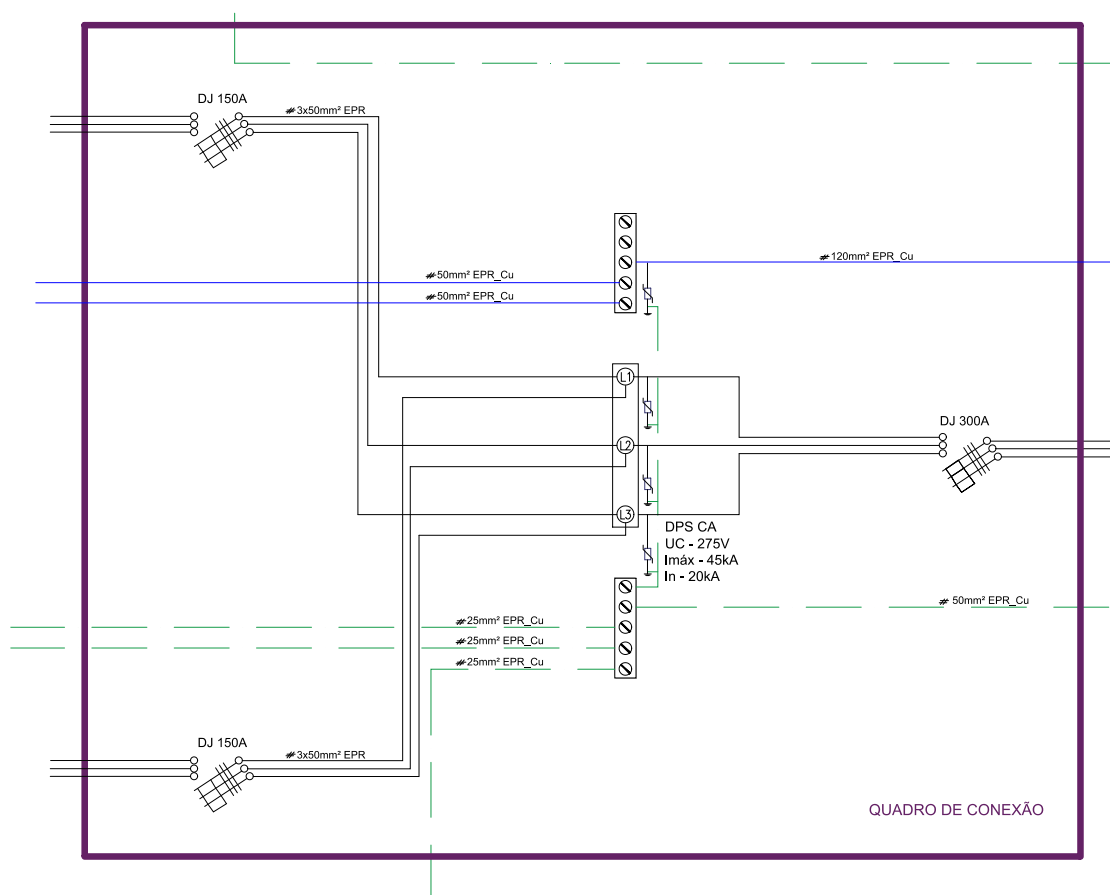 DJ 150A
≠3x50mm² EPR
≠120mm² EPR_Cu
≠50mm² EPR_Cu
≠50mm² EPR_Cu
L1
DJ 300A
L2
L3
DPS CA
UC - 275V
Imáx - 45kA
In - 20kA
≠ 50mm² EPR_Cu
≠25mm² EPR_Cu
≠25mm² EPR_Cu
≠25mm² EPR_Cu
DJ 150A
≠3x50mm² EPR
QUADRO DE CONEXÃO